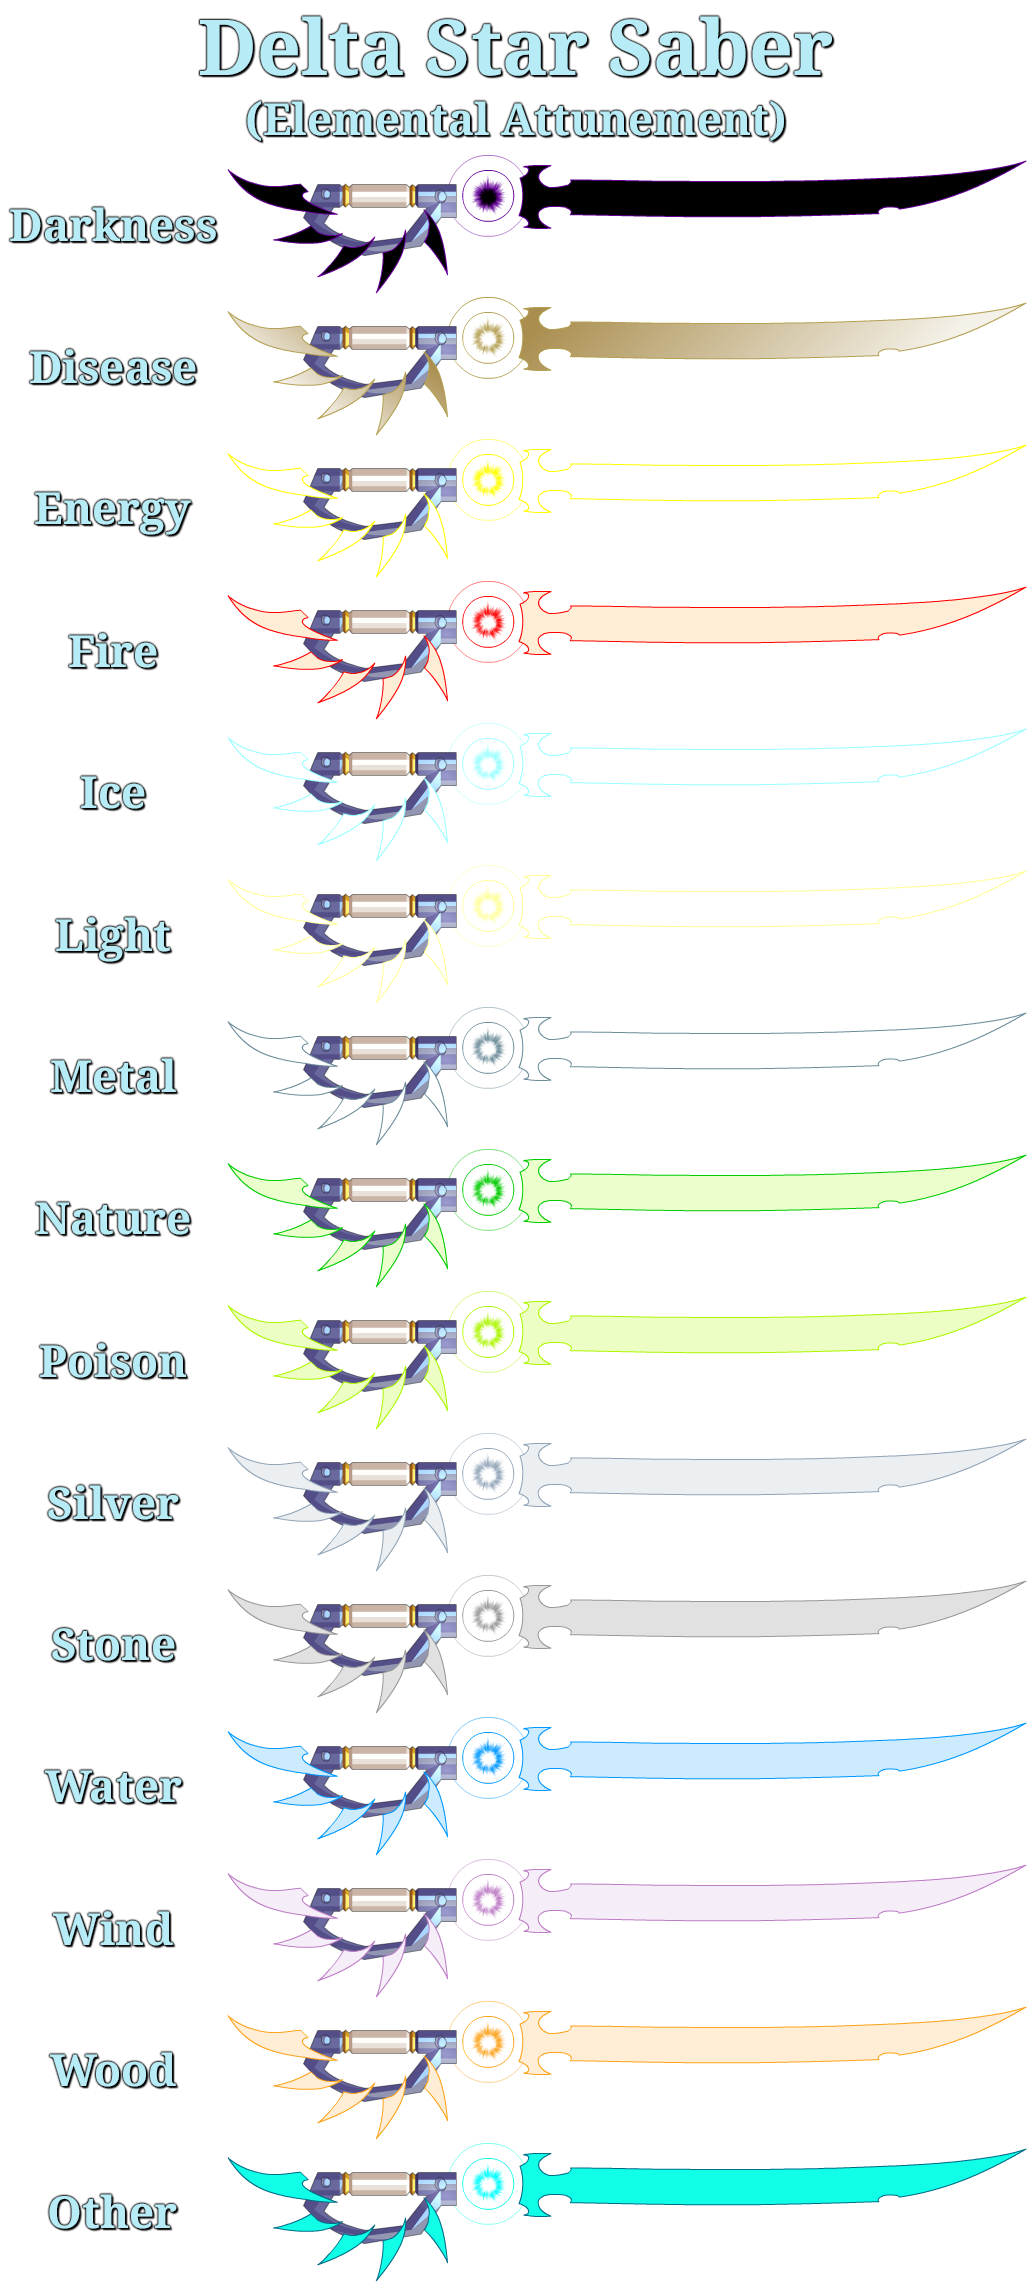 Delta Star Saber
(Elemental Attunement)
Darkness
Disease
Energy
Fire
Ice
Light
Metal
Nature
Poison
Silver
Stone
Water
Wind
Wood
Other